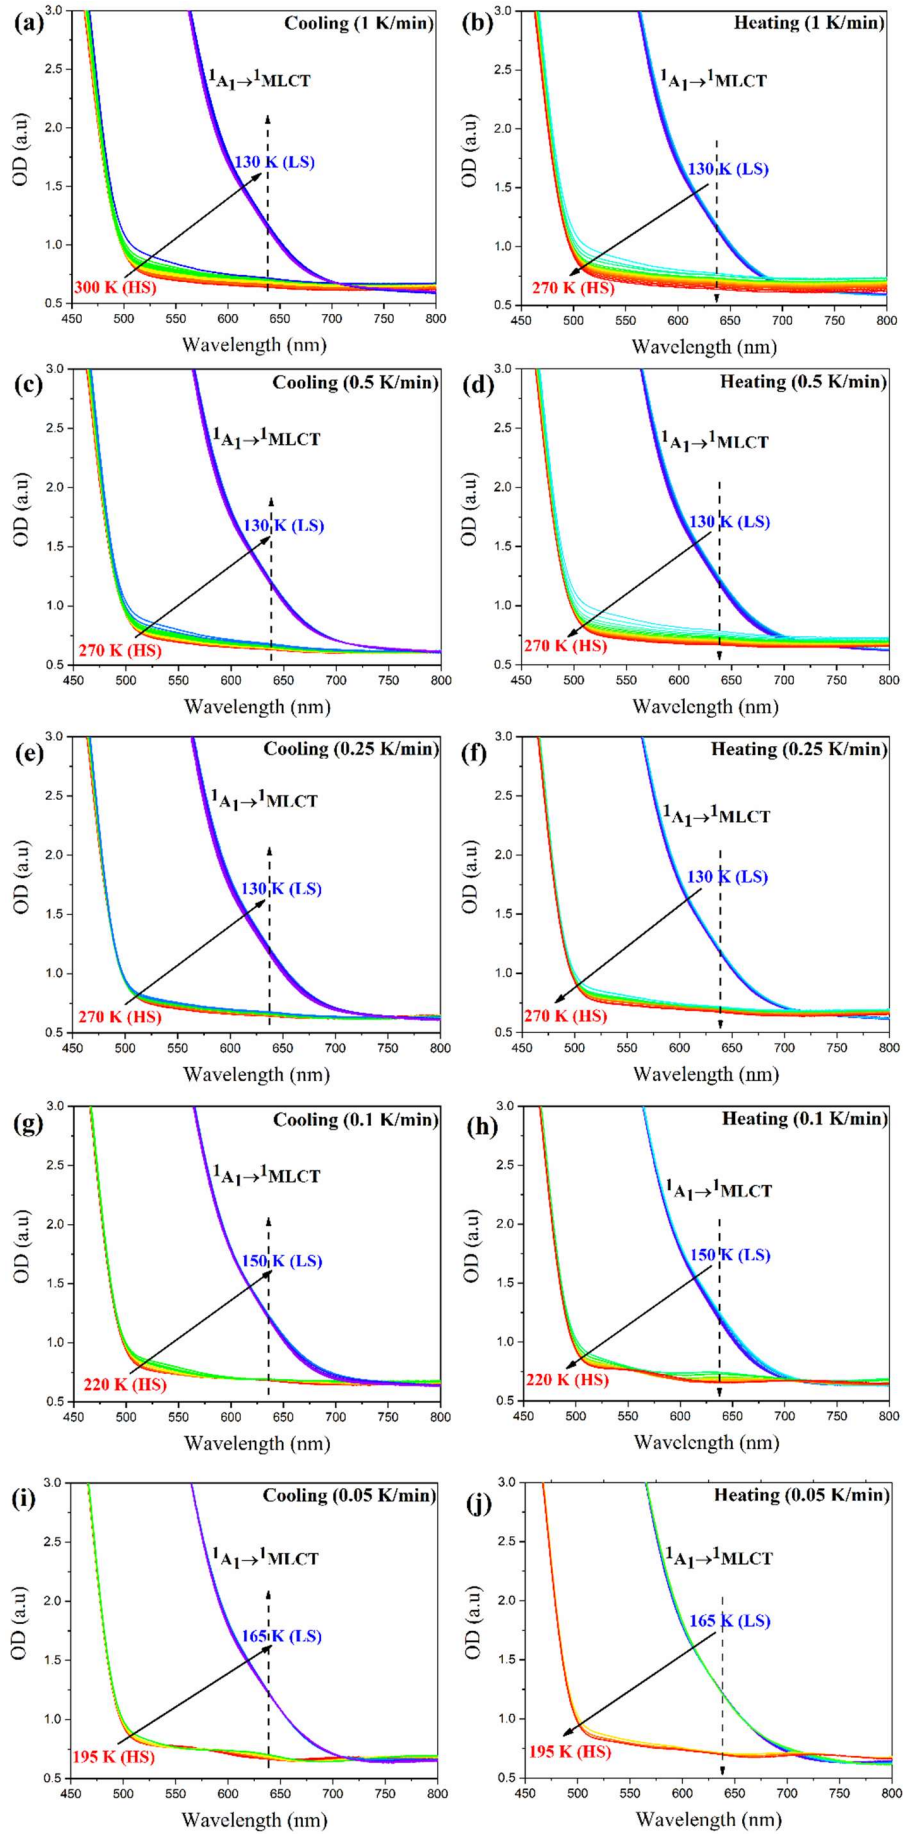 (a) Cooling (1 K/min)
OD (a.u)
3.0
2.5
2.0
1.5
1.0
0.5
¹A₁→¹MLCT
130 K (LS)
300 K (HS)
450 500 550 600 650 700 750 800
Wavelength (nm)
(b) Heating (1 K/min)
OD (a.u)
3.0
2.5
2.0
1.5
1.0
0.5
¹A₁→¹MLCT
130 K (LS)
270 K (HS)
450 500 550 600 650 700 750 800
Wavelength (nm)
(c) Cooling (0.5 K/min)
OD (a.u)
3.0
2.5
2.0
1.5
1.0
0.5
¹A₁→¹MLCT
130 K (LS)
270 K (HS)
450 500 550 600 650 700 750 800
Wavelength (nm)
(d) Heating (0.5 K/min)
OD (a.u)
3.0
2.5
2.0
1.5
1.0
0.5
¹A₁→¹MLCT
130 K (LS)
270 K (HS)
450 500 550 600 650 700 750 800
Wavelength (nm)
(e) Cooling (0.25 K/min)
OD (a.u)
3.0
2.5
2.0
1.5
1.0
0.5
¹A₁→¹MLCT
130 K (LS)
270 K (HS)
450 500 550 600 650 700 750 800
Wavelength (nm)
(f) Heating (0.25 K/min)
OD (a.u)
3.0
2.5
2.0
1.5
1.0
0.5
¹A₁→¹MLCT
130 K (LS)
270 K (HS)
450 500 550 600 650 700 750 800
Wavelength (nm)
(g) Cooling (0.1 K/min)
OD (a.u)
3.0
2.5
2.0
1.5
1.0
0.5
¹A₁→¹MLCT
150 K (LS)
220 K (HS)
450 500 550 600 650 700 750 800
Wavelength (nm)
(h) Heating (0.1 K/min)
OD (a.u)
3.0
2.5
2.0
1.5
1.0
0.5
¹A₁→¹MLCT
150 K (LS)
220 K (HS)
450 500 550 600 650 700 750 800
Wavelength (nm)
(i) Cooling (0.05 K/min)
OD (a.u)
3.0
2.5
2.0
1.5
1.0
0.5
¹A₁→¹MLCT
165 K (LS)
195 K (HS)
450 500 550 600 650 700 750 800
Wavelength (nm)
(j) Heating (0.05 K/min)
OD (a.u)
3.0
2.5
2.0
1.5
1.0
0.5
¹A₁→¹MLCT
165 K (LS)
195 K (HS)
450 500 550 600 650 700 750 800
Wavelength (nm)